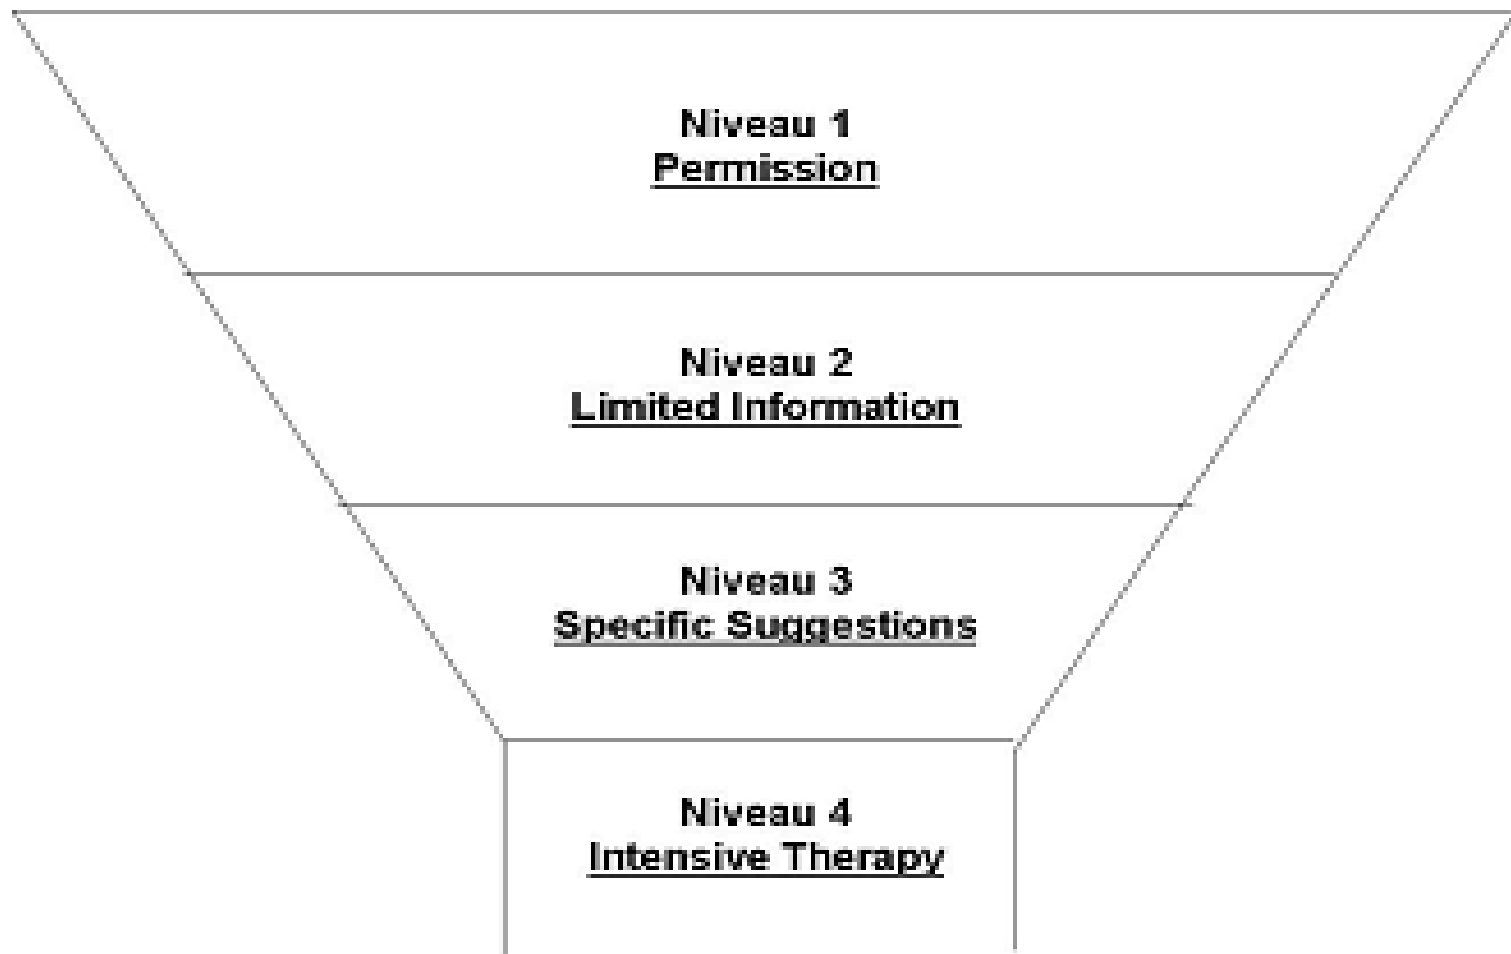 Niveau 1
Permission
Niveau 2
Limited Information
Niveau 3
Specific Suggestions
Niveau 4
Intensive Therapy